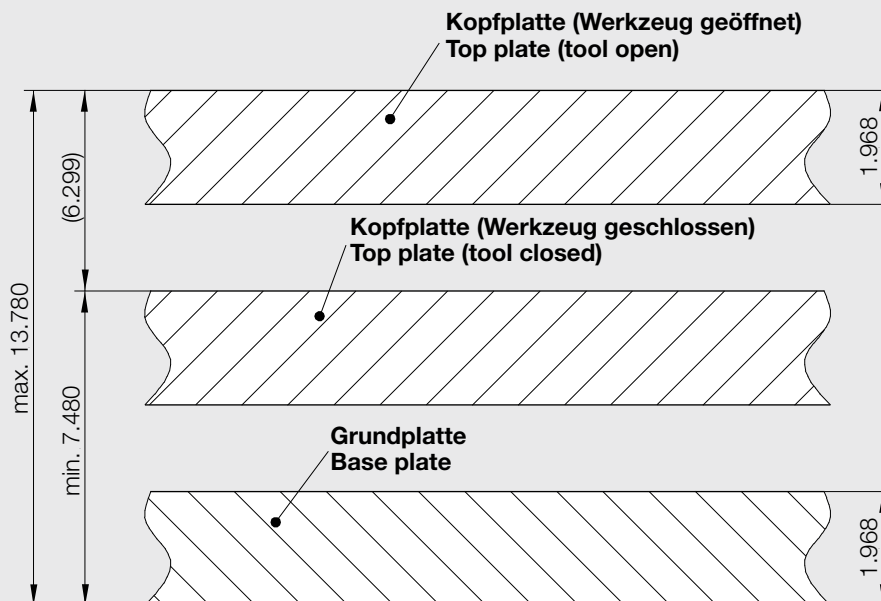 Kopfplatte (Werkzeug geöffnet)
Top plate (tool open)
1.968
(6.299)
Kopfplatte (Werkzeug geschlossen)
Top plate (tool closed)
max. 13.780
min. 7.480
Grundplatte
Base plate
1.968